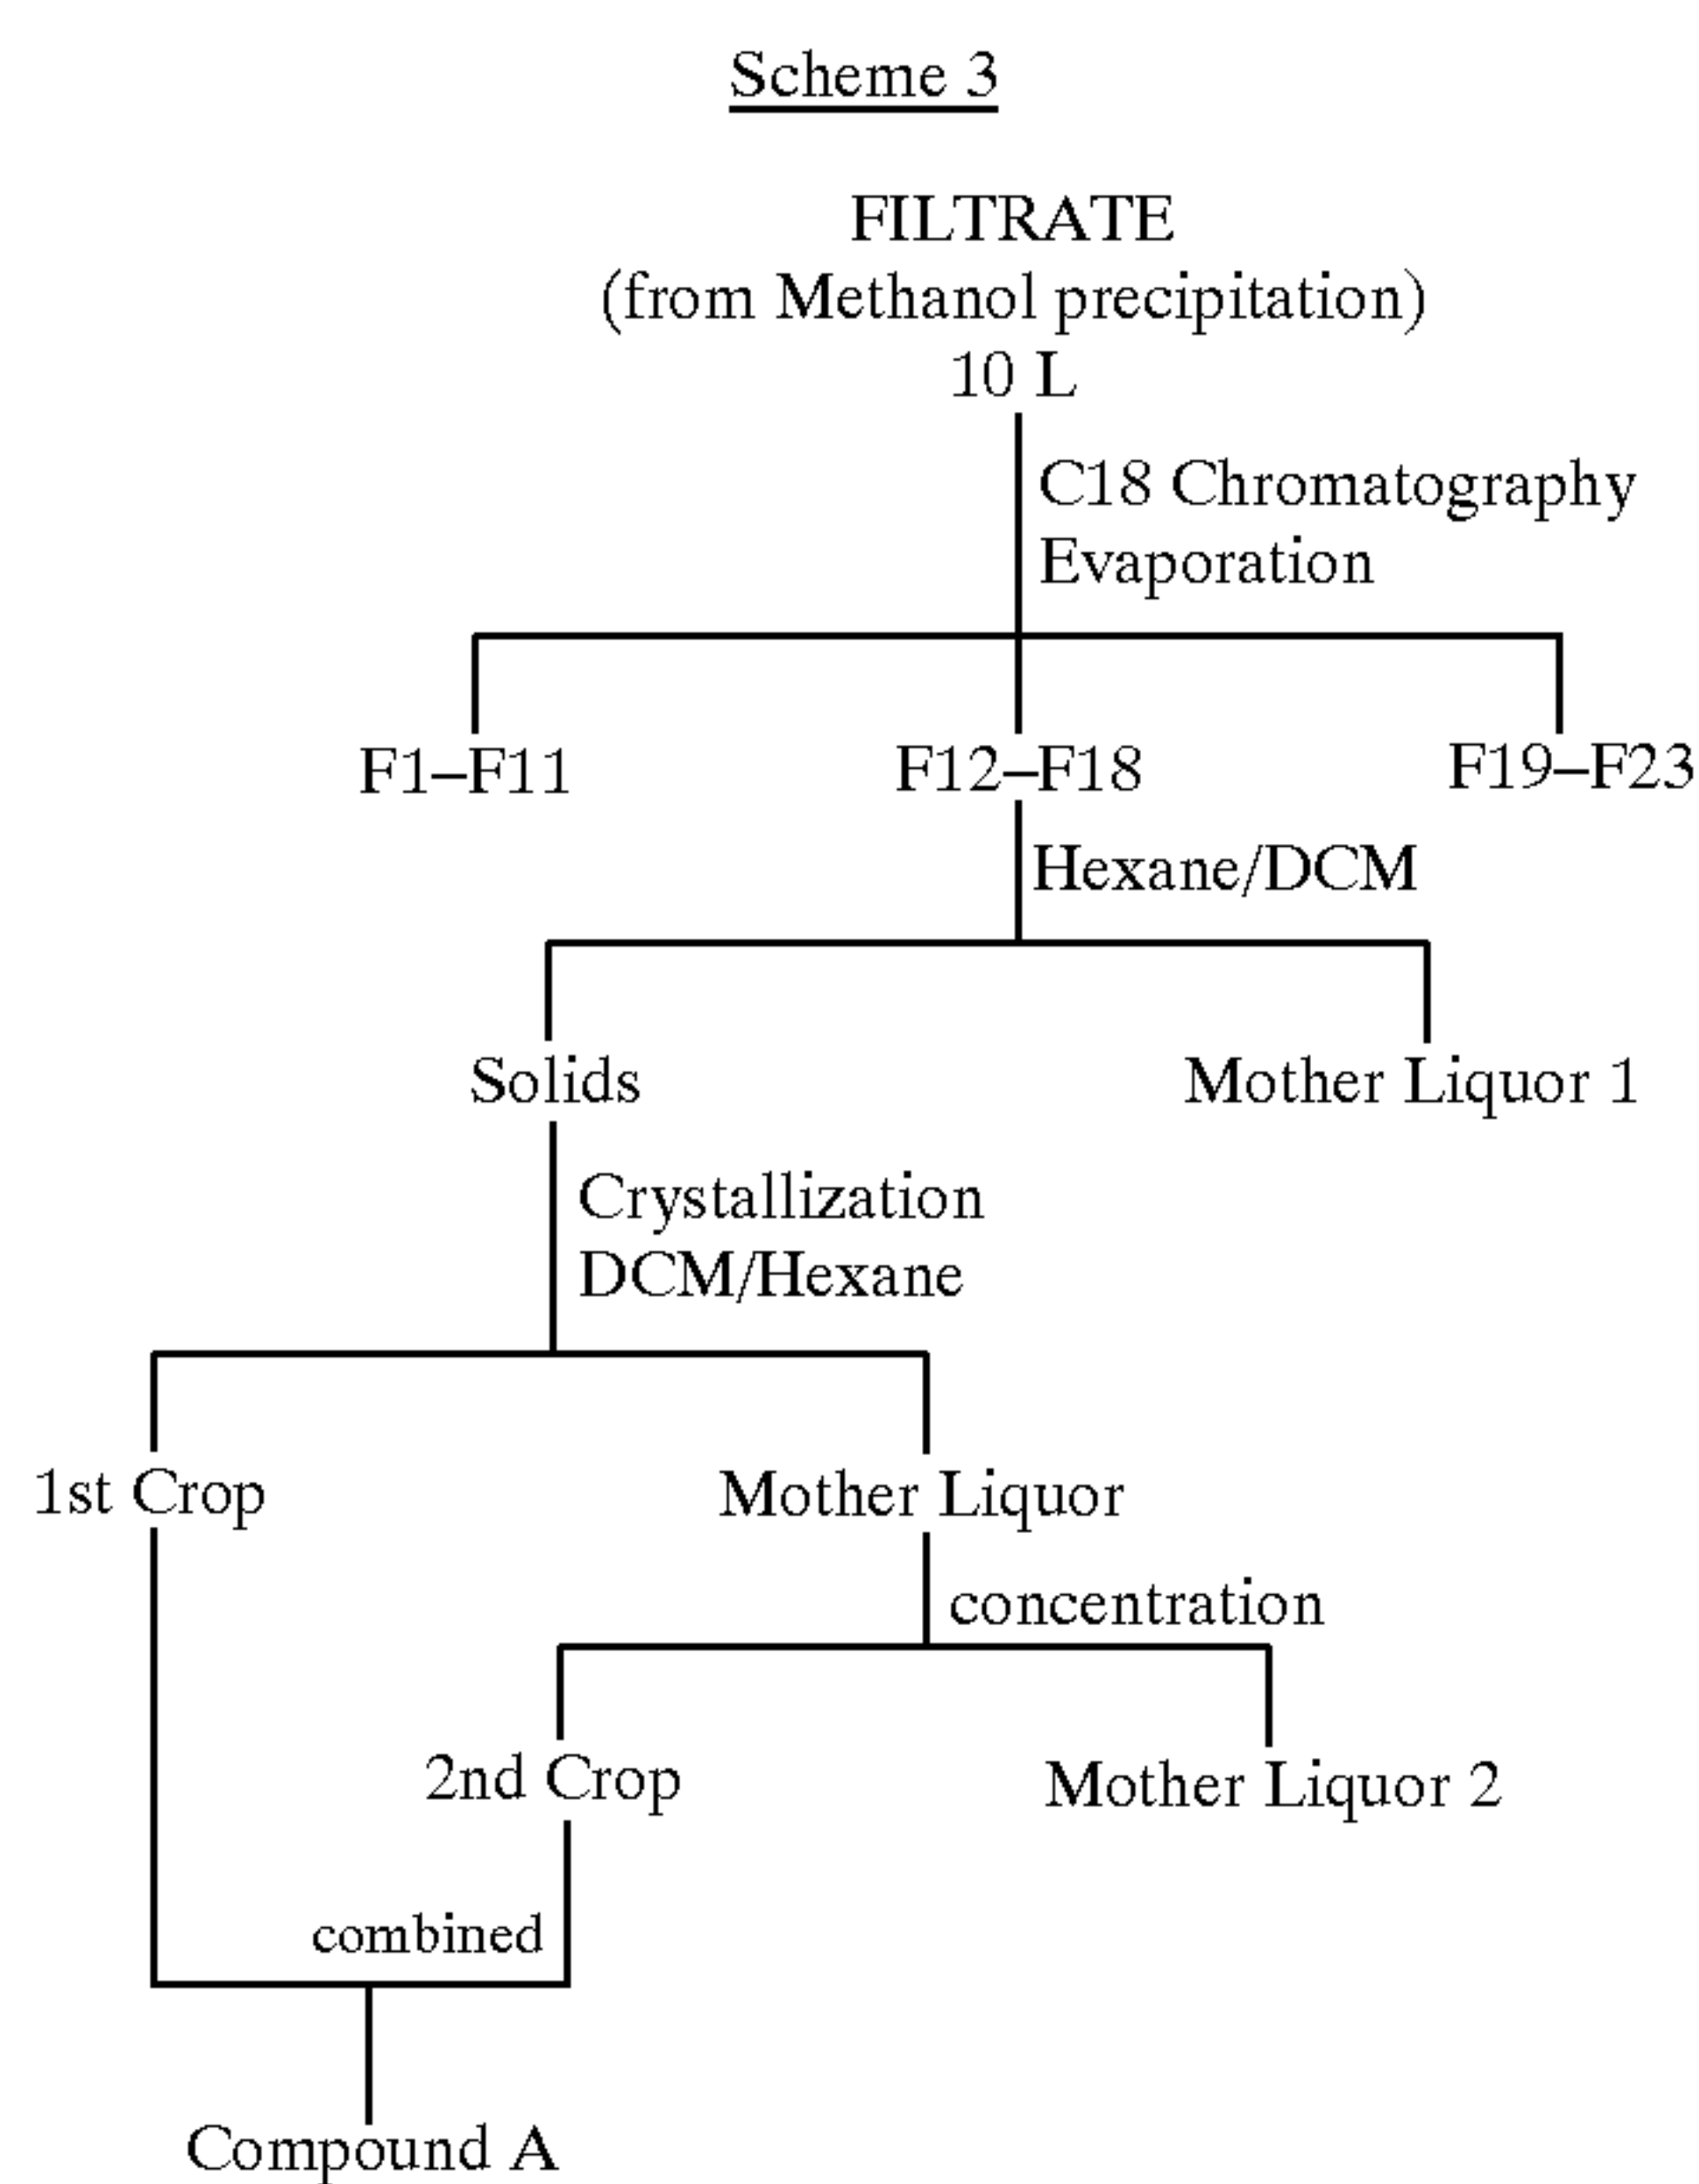 Scheme 3
FILTRATE
(from Methanol precipitation)
10 L
C18 Chromatography
Evaporation
F1–F11
F12–F18
F19–F23
Hexane/DCM
Solids
Mother Liquor 1
Crystallization
DCM/Hexane
1st Crop
Mother Liquor
concentration
2nd Crop
Mother Liquor 2
combined
Compound A